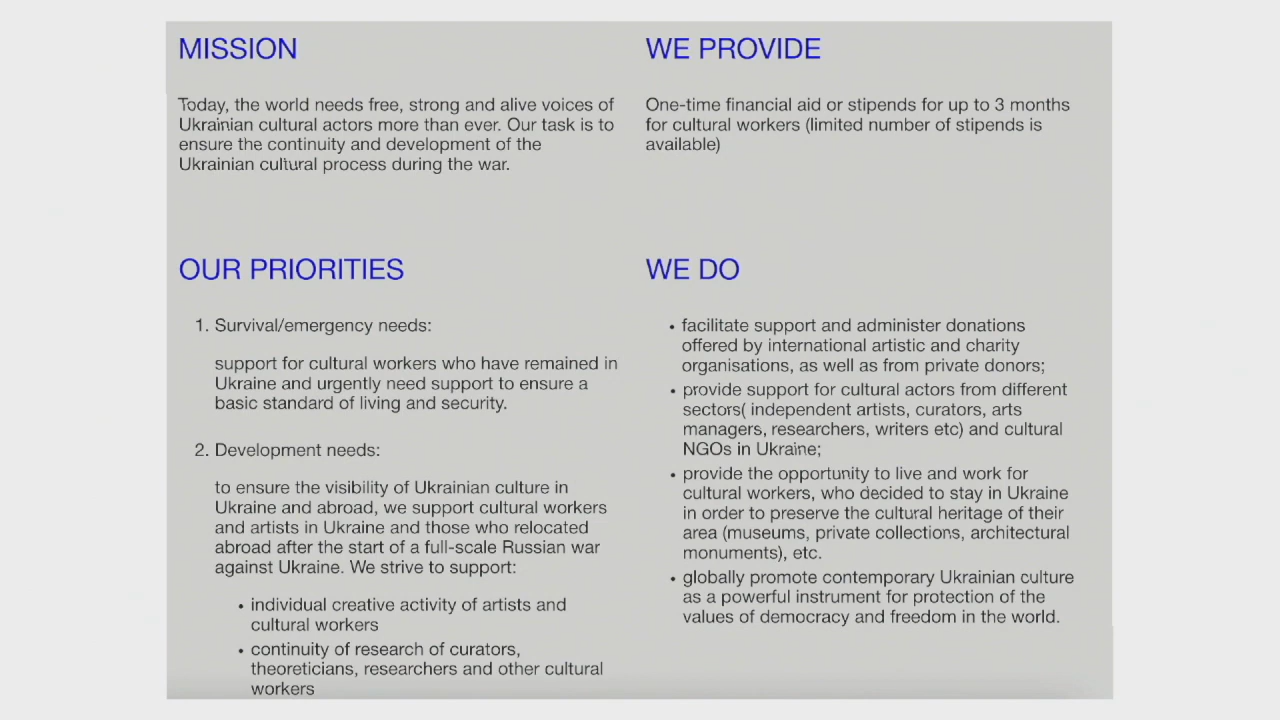 MISSION
Today, the world needs free, strong and alive voices of
Ukrainian cultural actors more than ever. Our task is to
ensure the continuity and development of the
Ukrainian cultural process during the war.
WE PROVIDE
One-time financial aid or stipends for up to 3 months
for cultural workers (limited number of stipends is
available)
OUR PRIORITIES
1. Survival/emergency needs:
support for cultural workers who have remained in
Ukraine and urgently need support to ensure a
basic standard of living and security.
2. Development needs:
to ensure the visibility of Ukrainian culture in
Ukraine and abroad, we support cultural workers
and artists in Ukraine and those who relocated
abroad after the start of a full-scale Russian war
against Ukraine. We strive to support:
• individual creative activity of artists and
cultural workers
• continuity of research of curators,
theoreticians, researchers and other cultural
workers
WE DO
• facilitate support and administer donations
offered by international artistic and charity
organisations, as well as from private donors;
• provide support for cultural actors from different
sectors( independent artists, curators, arts
managers, researchers, writers etc) and cultural
NGOs in Ukraine;
• provide the opportunity to live and work for
cultural workers, who decided to stay in Ukraine
in order to preserve the cultural heritage of their
area (museums, private collections, architectural
monuments), etc.
• globally promote contemporary Ukrainian culture
as a powerful instrument for protection of the
values of democracy and freedom in the world.